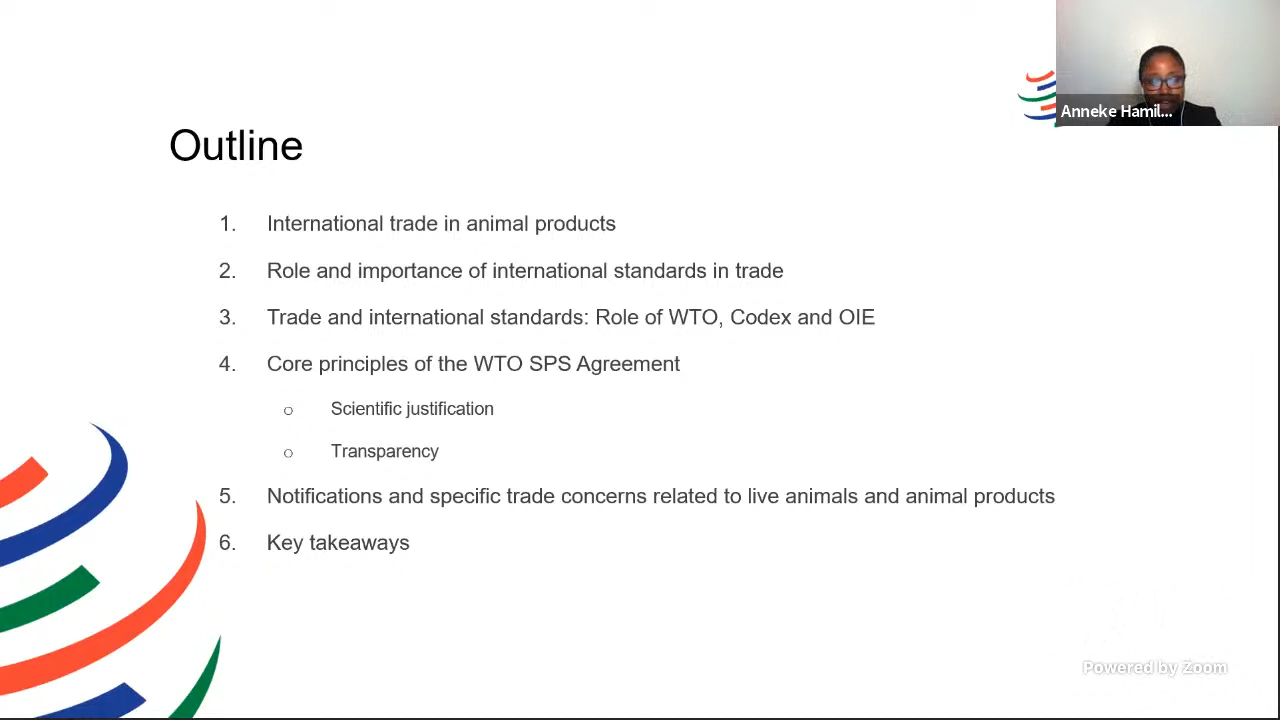 Anneke Hamil...
Outline
1. International trade in animal products
2. Role and importance of international standards in trade
3. Trade and international standards: Role of WTO, Codex and OIE
4. Core principles of the WTO SPS Agreement
○ Scientific justification
○ Transparency
5. Notifications and specific trade concerns related to live animals and animal products
6. Key takeaways
Powered by Zoom